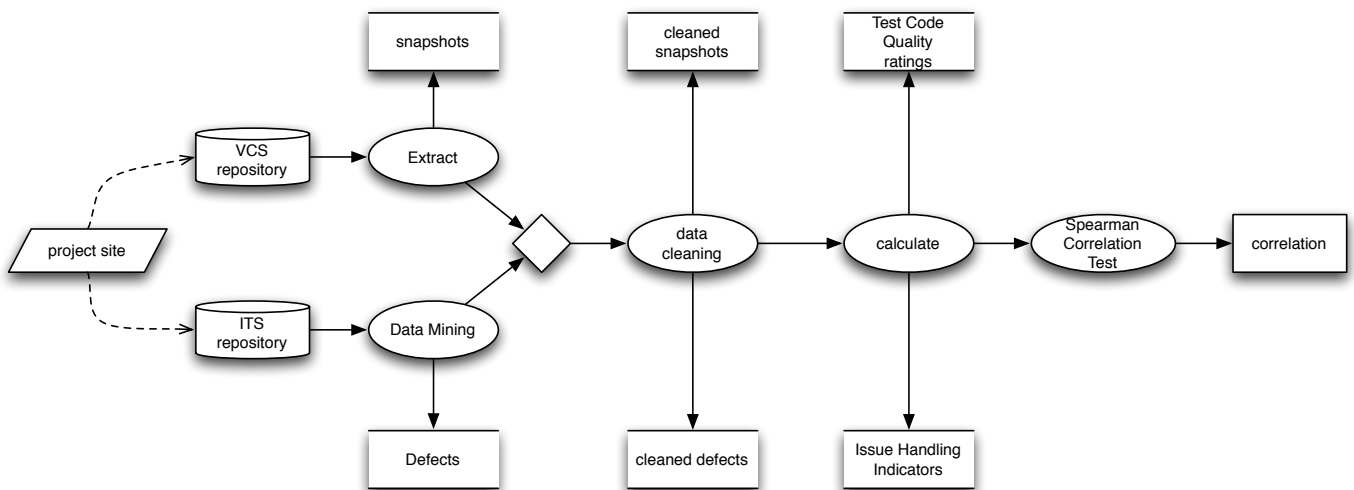 snapshots
cleaned
snapshots
Test Code
Quality
ratings
VCS
repository
Extract
project site
data
cleaning
calculate
Spearman
Correlation
Test
correlation
ITS
repository
Data Mining
Defects
cleaned defects
Issue Handling
Indicators